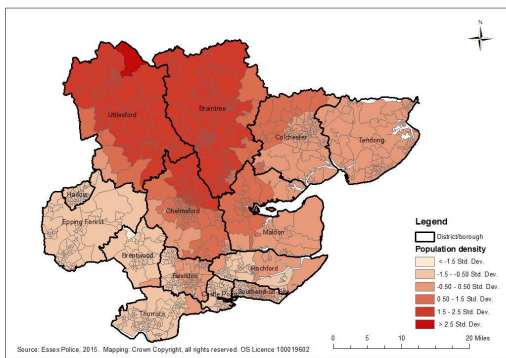 N
Uttlesford
Braintree
Colchester
Tendring
Harlow
Epping Forest
Chelmsford
Maldon
Brentwood
Basildon
Rochford
Castle Point
Southend-on-Sea
Thurrock
Legend
District/borough
Population density
< -1.5 Std. Dev.
-1.5 - -0.50 Std. Dev.
-0.50 - 0.50 Std. Dev.
0.50 - 1.5 Std. Dev.
1.5 - 2.5 Std. Dev.
> 2.5 Std. Dev.
0 5 10 20 Miles
Source: Essex Police, 2015. Mapping: Crown Copyright, all rights reserved. OS Licence 100019602